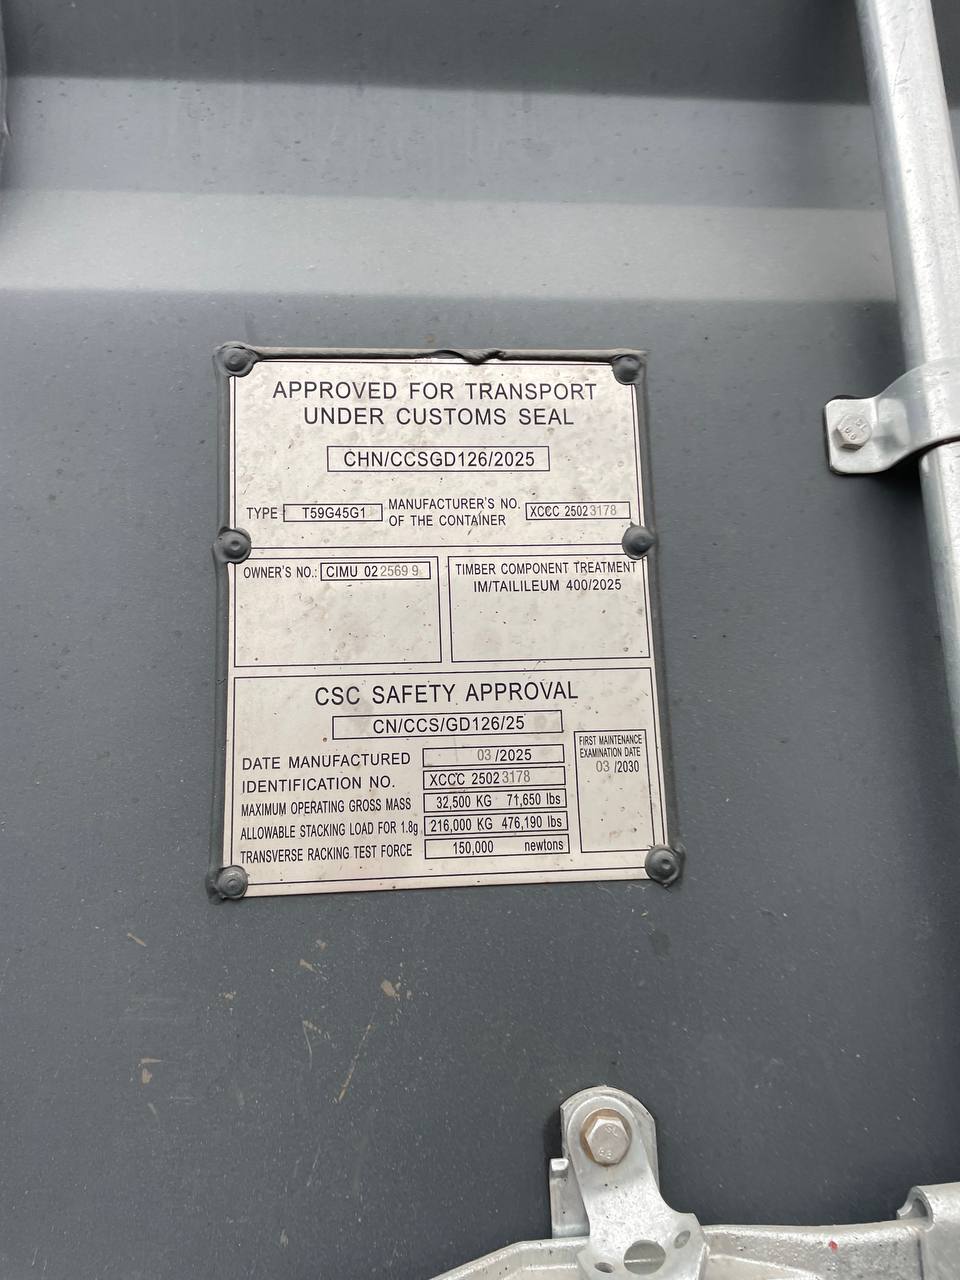 APPROVED FOR TRANSPORT
UNDER CUSTOMS SEAL
CHN/CCSGD126/2025
TYPE T59G45G1 MANUFACTURER'S NO. OF THE CONTAINER XCCC 25023178
OWNER'S NO.: CIMU 022569 9
TIMBER COMPONENT TREATMENT
IM/TAILILEUM 400/2025
CSC SAFETY APPROVAL
CN/CCS/GD126/25
DATE MANUFACTURED 03 /2025
IDENTIFICATION NO. XCCC 25023178
MAXIMUM OPERATING GROSS MASS 32,500 KG 71,650 lbs
ALLOWABLE STACKING LOAD FOR 1.8g 216,000 KG 476,190 lbs
TRANSVERSE RACKING TEST FORCE 150,000 newtons
FIRST MAINTENANCE
EXAMINATION DATE
03 /2030